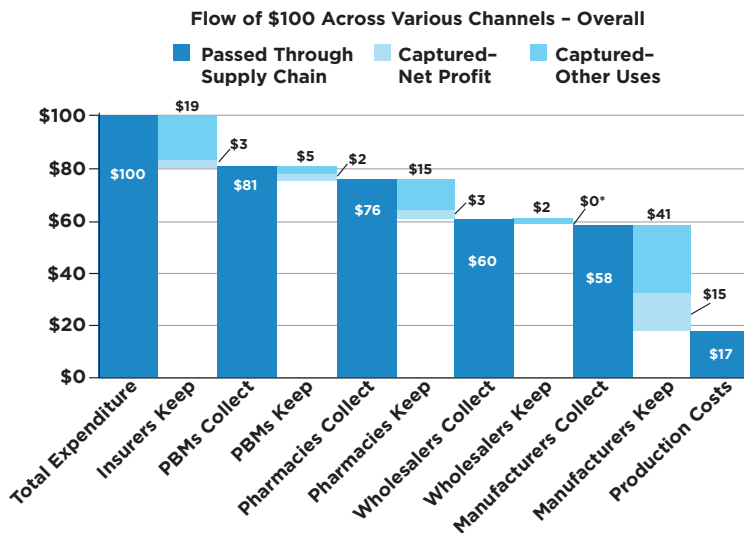 Flow of $100 Across Various Channels – Overall
Passed Through
Supply Chain
Captured–
Net Profit
Captured–
Other Uses
$100
$80
$60
$40
$20
$0
$100
$19
$3
$81
$5
$2
$76
$15
$3
$60
$2
$0*
$58
$41
$15
$17
Total Expenditure
Insurers Keep
PBMs Collect
PBMs Keep
Pharmacies Collect
Pharmacies Keep
Wholesalers Collect
Wholesalers Keep
Manufacturers Collect
Manufacturers Keep
Production Costs